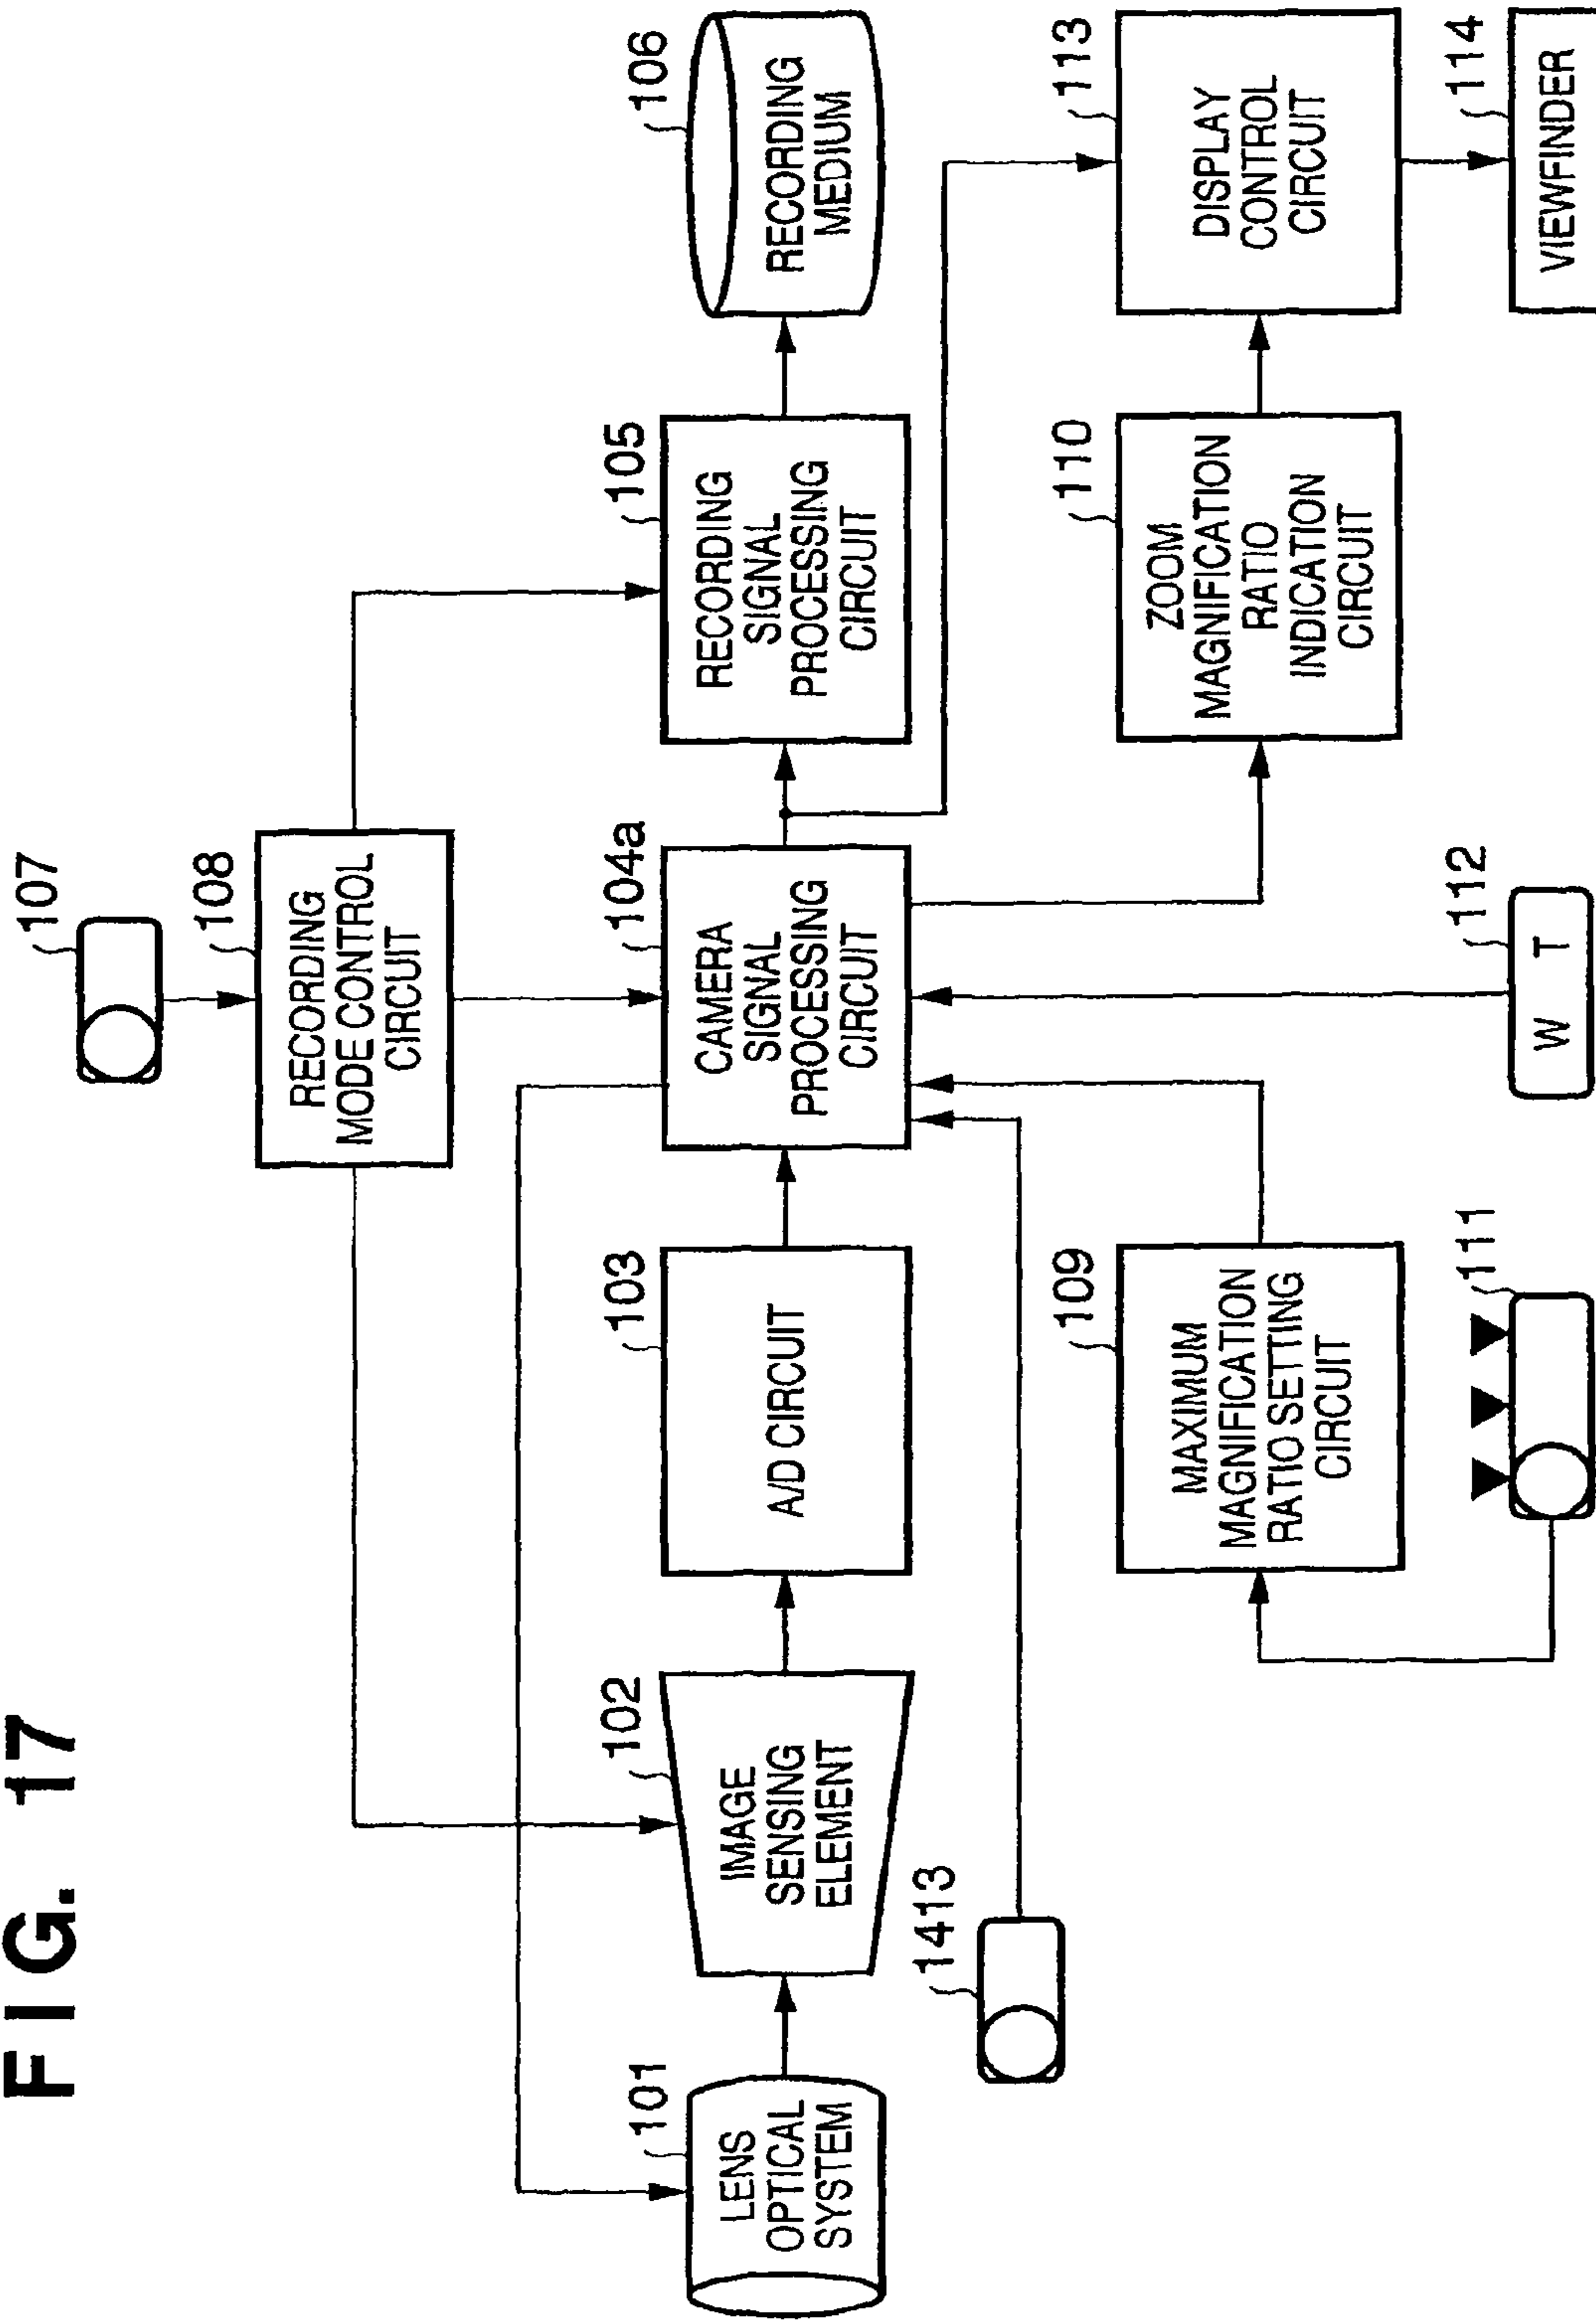 FIG. 17
107
108
RECORDING
MODE CONTROL
CIRCUIT
101
LENS
OPTICAL
SYSTEM
102
IMAGE
SENSING
ELEMENT
103
A/D CIRCUIT
104a
CAMERA
SIGNAL
PROCESSING
CIRCUIT
105
RECORDING
SIGNAL
PROCESSING
CIRCUIT
106
RECORDING
MEDIUM
1413
109
MAXIMUM
MAGNIFICATION
RATIO SETTING
CIRCUIT
110
ZOOM
MAGNIFICATION
RATIO
INDICATION
CIRCUIT
113
DISPLAY
CONTROL
CIRCUIT
111
112
W T
114
VIEWFINDER